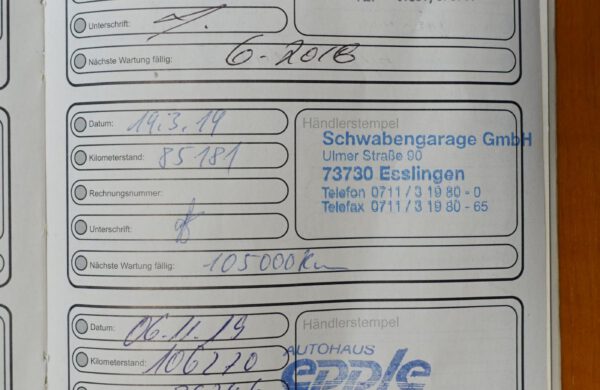 Unterschrift:
Nächste Wartung fällig: 6-2018
Datum: 19.3.19
Kilometerstand: 85181
Rechnungsnummer:
Unterschrift:
Nächste Wartung fällig: 105000 Km
Händlerstempel
Schwabengarage GmbH
Ulmer Straße 90
73730 Esslingen
Telefon 0711 / 3 19 80 - 0
Telefax 0711 / 3 19 80 - 65
Datum: 06.11.19
Kilometerstand: 106270
Händlerstempel
AUTOHAUS
epple